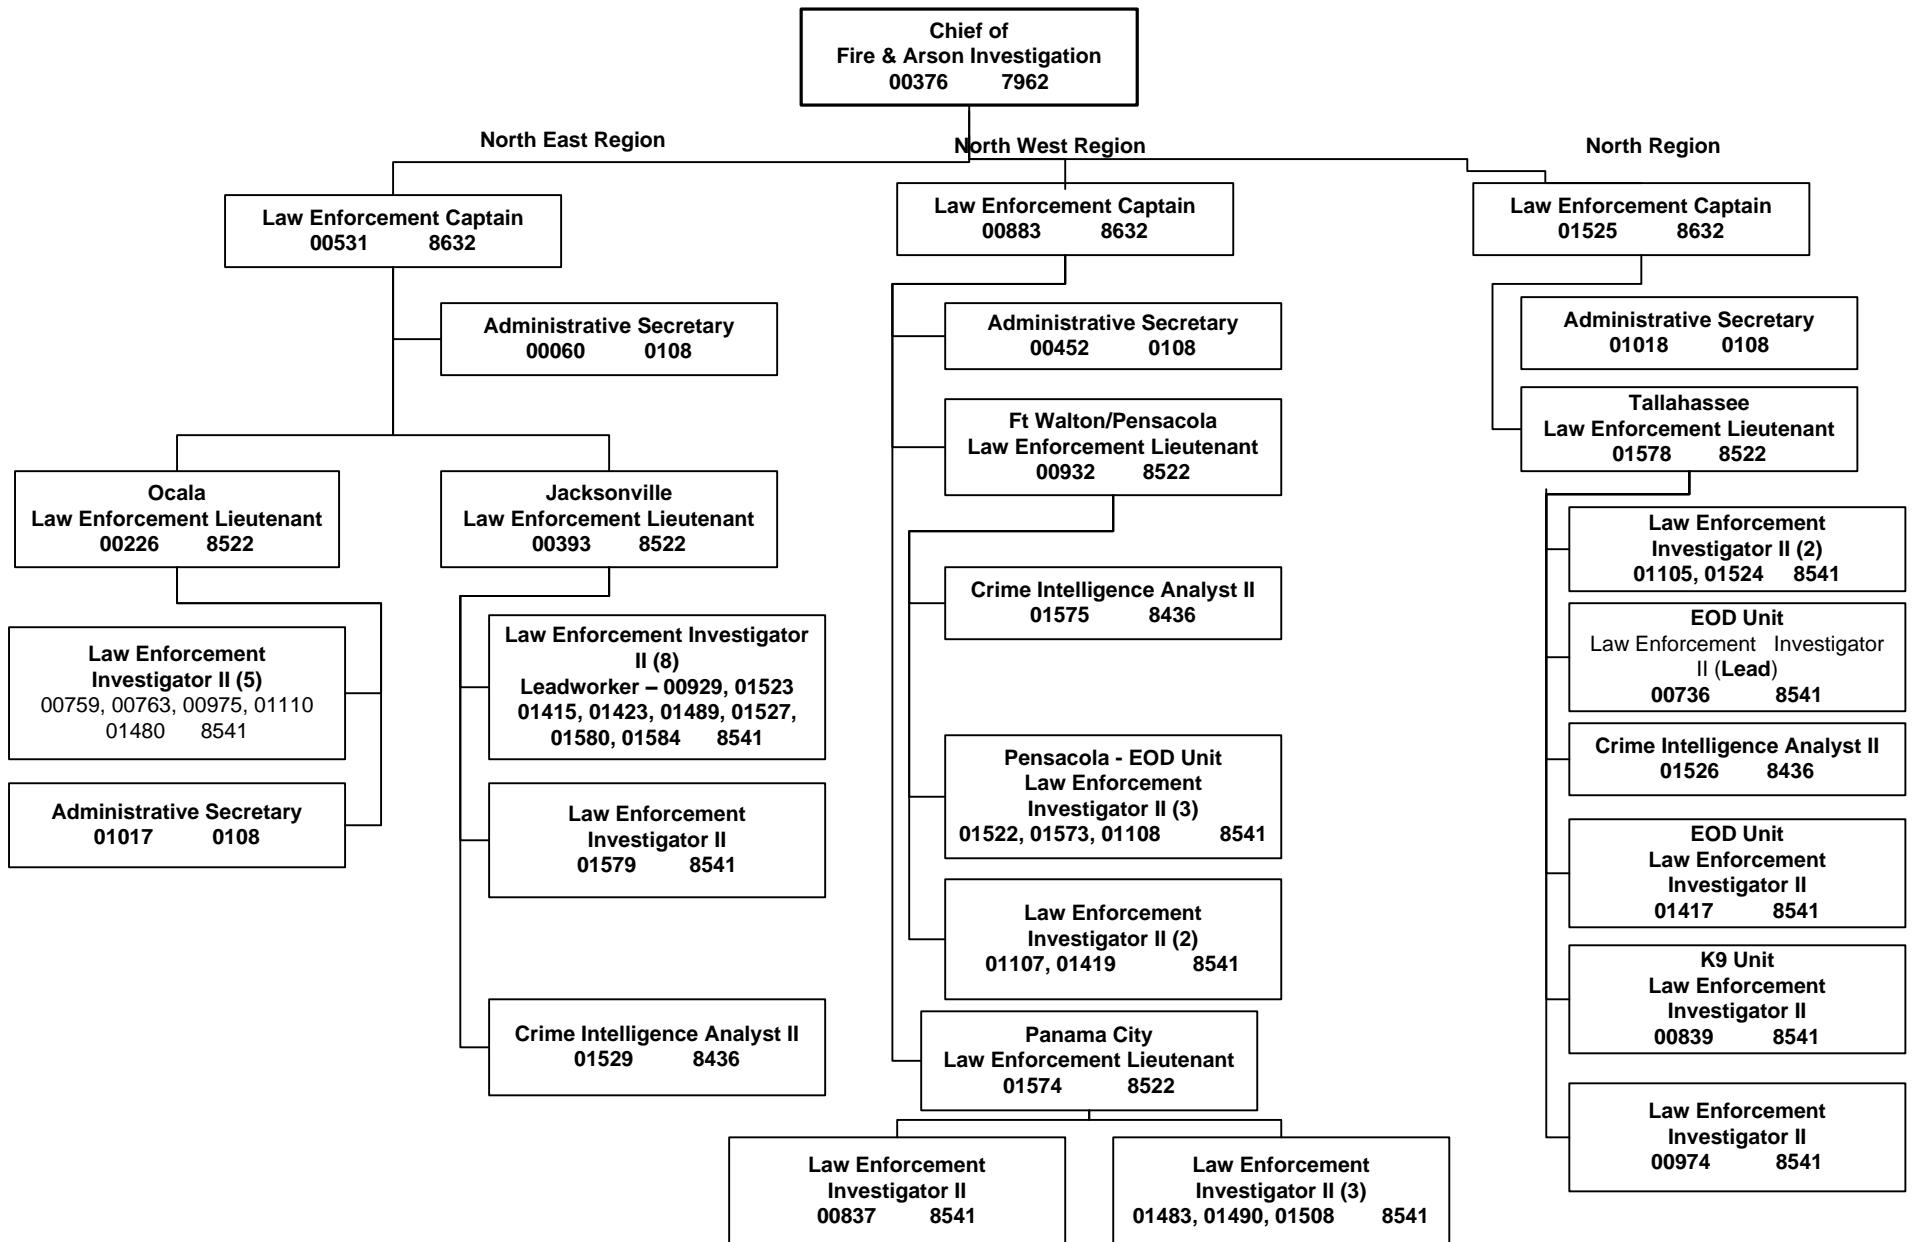 Chief of
Fire & Arson Investigation
00376 7962
North East Region
North West Region
North Region
Law Enforcement Captain
00531 8632
Administrative Secretary
00060 0108
Ocala
Law Enforcement Lieutenant
00226 8522
Law Enforcement
Investigator II (5)
00759, 00763, 00975, 01110
01480 8541
Administrative Secretary
01017 0108
Jacksonville
Law Enforcement Lieutenant
00393 8522
Law Enforcement Investigator
II (8)
Leadworker – 00929, 01523
01415, 01423, 01489, 01527,
01580, 01584 8541
Law Enforcement
Investigator II
01579 8541
Crime Intelligence Analyst II
01529 8436
Law Enforcement Captain
00883 8632
Administrative Secretary
00452 0108
Ft Walton/Pensacola
Law Enforcement Lieutenant
00932 8522
Crime Intelligence Analyst II
01575 8436
Pensacola - EOD Unit
Law Enforcement
Investigator II (3)
01522, 01573, 01108 8541
Law Enforcement
Investigator II (2)
01107, 01419 8541
Panama City
Law Enforcement Lieutenant
01574 8522
Law Enforcement
Investigator II
00837 8541
Law Enforcement
Investigator II (3)
01483, 01490, 01508 8541
Law Enforcement Captain
01525 8632
Administrative Secretary
01018 0108
Tallahassee
Law Enforcement Lieutenant
01578 8522
Law Enforcement
Investigator II (2)
01105, 01524 8541
EOD Unit
Law Enforcement Investigator
II (Lead)
00736 8541
Crime Intelligence Analyst II
01526 8436
EOD Unit
Law Enforcement
Investigator II
01417 8541
K9 Unit
Law Enforcement
Investigator II
00839 8541
Law Enforcement
Investigator II
00974 8541